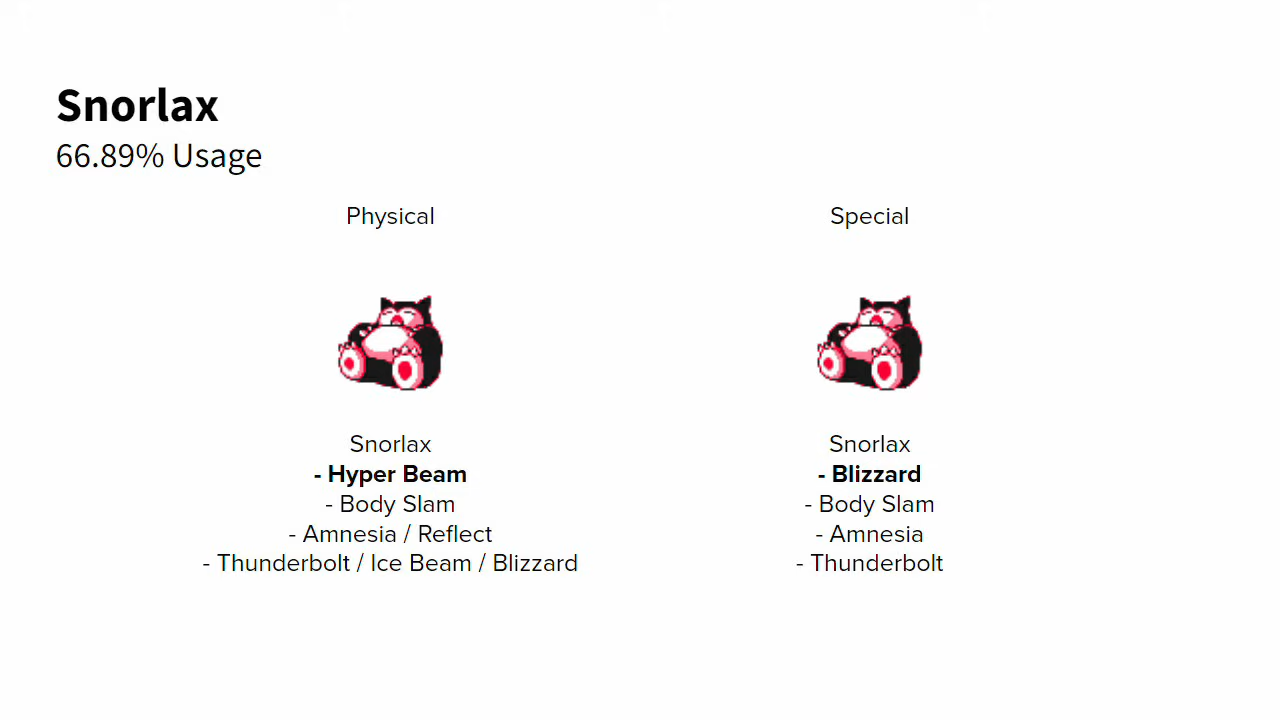 Snorlax
66.89% Usage
Physical
Snorlax
- Hyper Beam
- Body Slam
- Amnesia / Reflect
- Thunderbolt / Ice Beam / Blizzard
Special
Snorlax
- Blizzard
- Body Slam
- Amnesia
- Thunderbolt